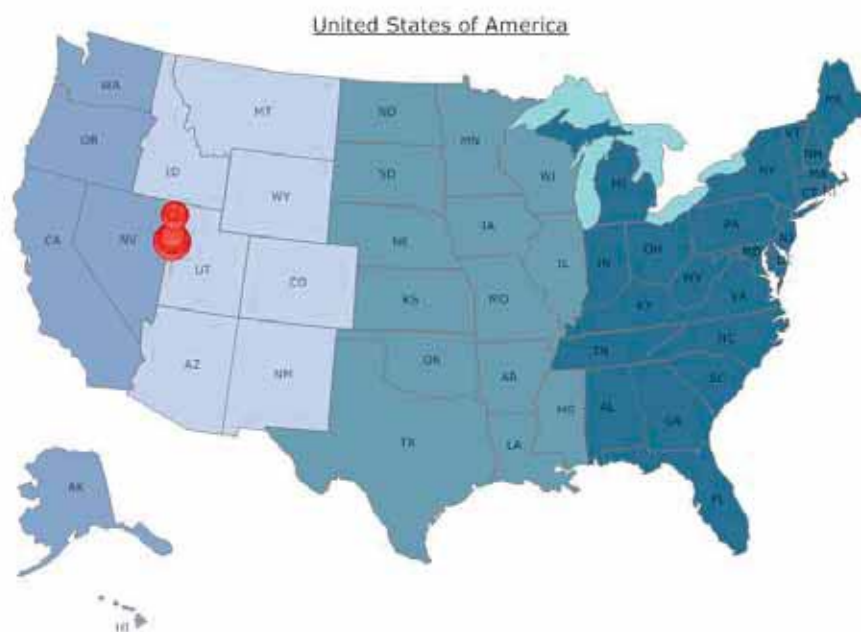 United States of America
WA
MT
ND
OR
MN
ID
SD
WI
WY
MI
NY
VT
NH
MA
CT
RI
CA
NV
NE
IA
PA
NJ
UT
CO
IL
IN
OH
MD
KS
MO
WV
VA
KY
AZ
NM
OK
AR
TN
NC
SC
TX
LA
MS
AL
GA
FL
AK
HI